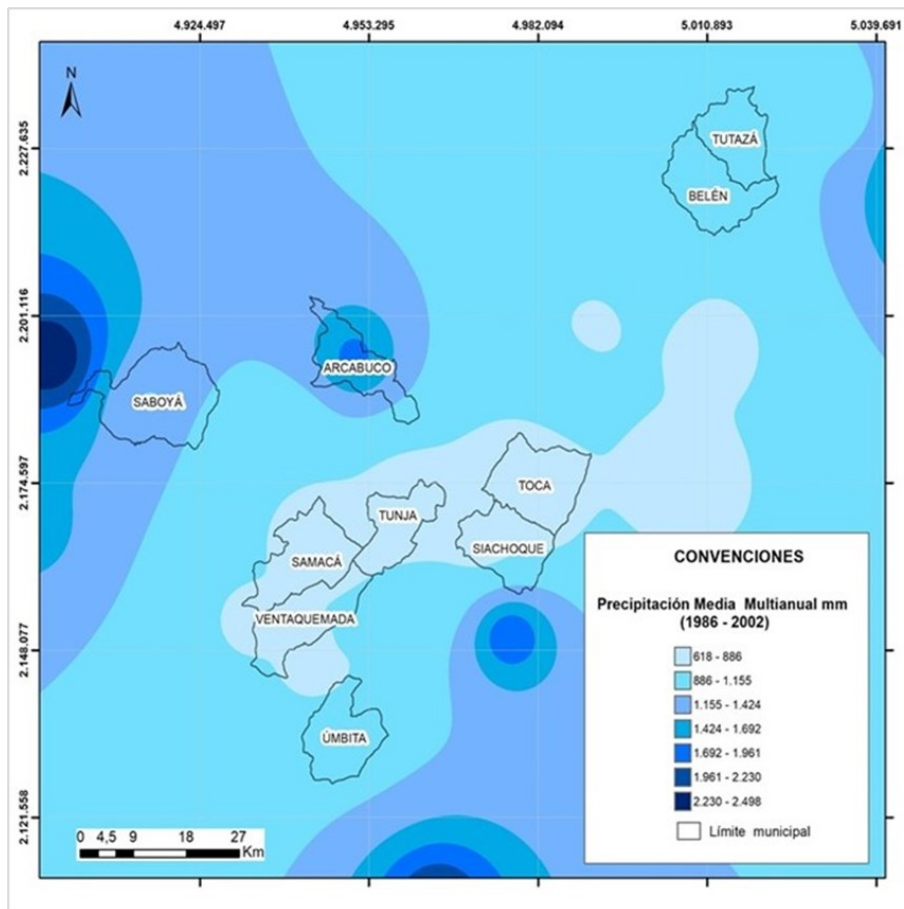 4.924.497 4.953.295 4.982.094 5.010.893 5.039.691
N
2.227.635
2.201.116
2.174.597
2.148.077
2.121.558
TUTAZÁ
BELÉN
ARCABUCO
SABOYÁ
TOCA
TUNJA
SIACHOQUE
SAMACÁ
VENTAQUEMADA
ÚMBITA
0 4,5 9 18 27
Km
CONVENCIONES
Precipitación Media Multianual mm
(1986 - 2002)
618 - 886
886 - 1.155
1.155 - 1.424
1.424 - 1.692
1.692 - 1.961
1.961 - 2.230
2.230 - 2.498
Límite municipal